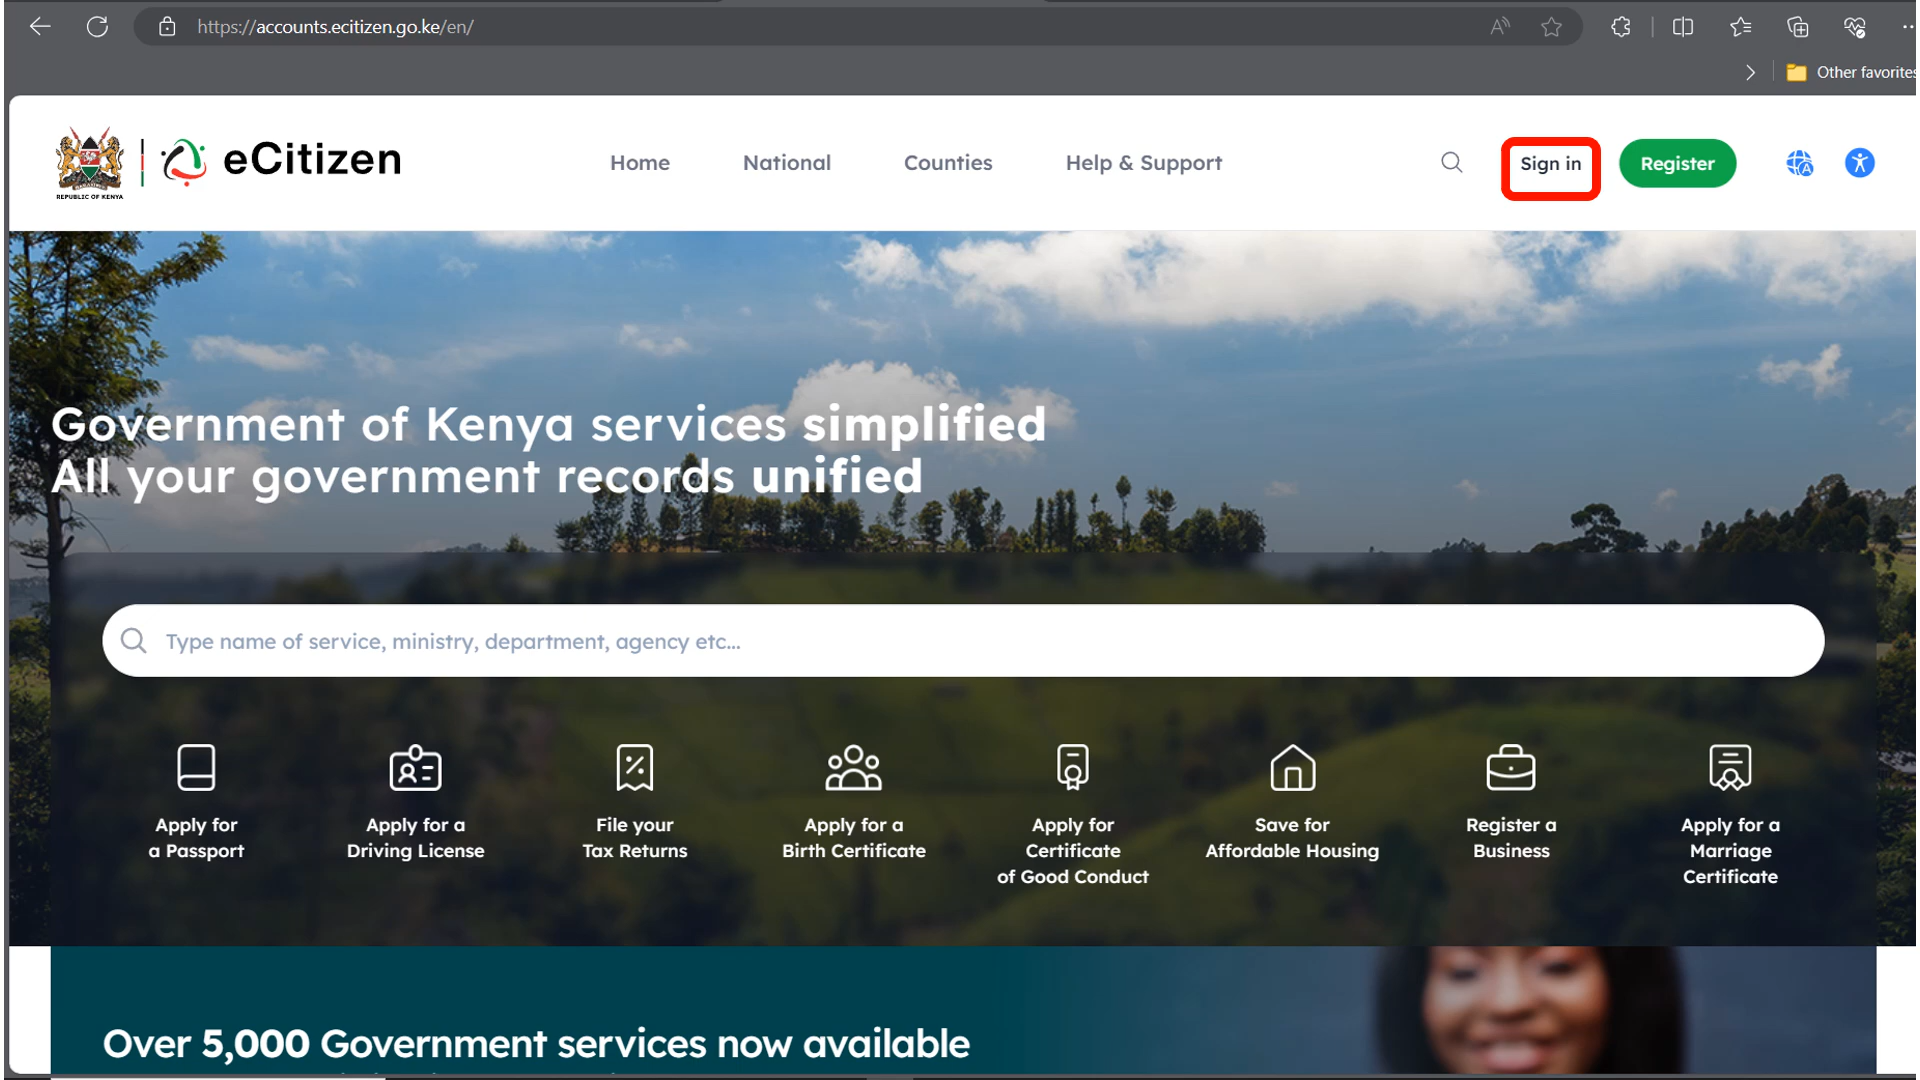 https://accounts.ecitizen.go.ke/en/
Other favorites
REPUBLIC OF KENYA
eCitizen
Home
National
Counties
Help & Support
Sign in
Register
Government of Kenya services simplified
All your government records unified
Type name of service, ministry, department, agency etc...
Apply for
a Passport
Apply for a
Driving License
File your
Tax Returns
Apply for a
Birth Certificate
Apply for
Certificate
of Good Conduct
Save for
Affordable Housing
Register a
Business
Apply for a
Marriage
Certificate
Over 5,000 Government services now available